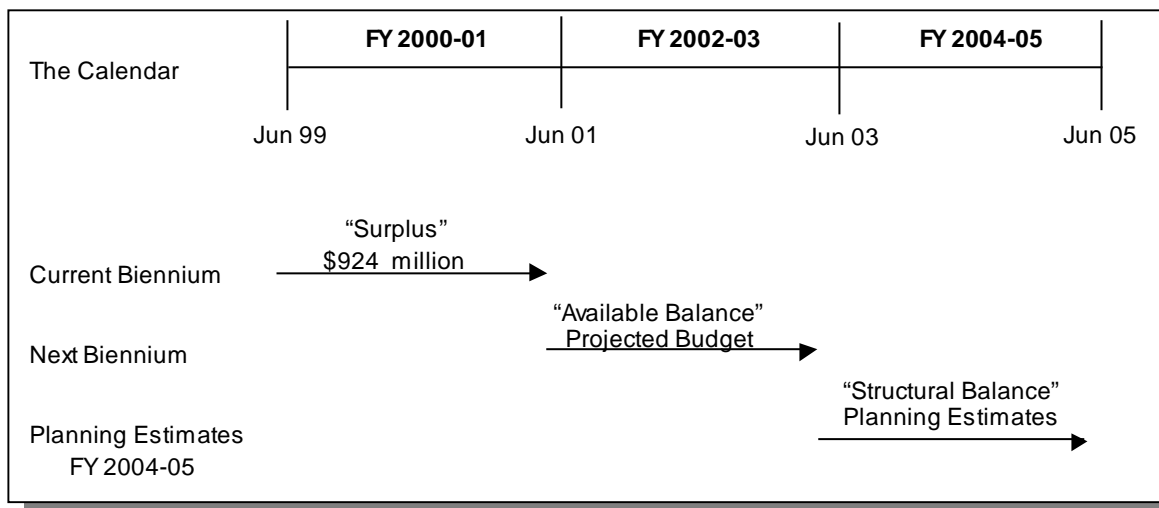 FY 2000-01 FY 2002-03 FY 2004-05
The Calendar
Jun 99 Jun 01 Jun 03 Jun 05
“Surplus”
$924 million
Current Biennium
“Available Balance”
Projected Budget
Next Biennium
“Structural Balance”
Planning Estimates
Planning Estimates
FY 2004-05